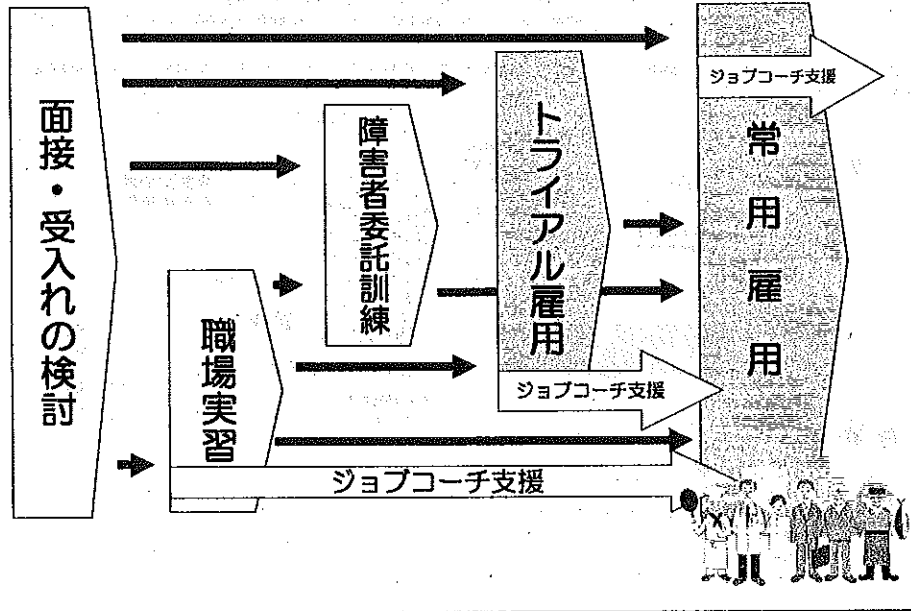 面接・受入れの検討
職場実習
障害者委託訓練
トライアル雇用
常用雇用
ジョブコーチ支援
ジョブコーチ支援
ジョブコーチ支援